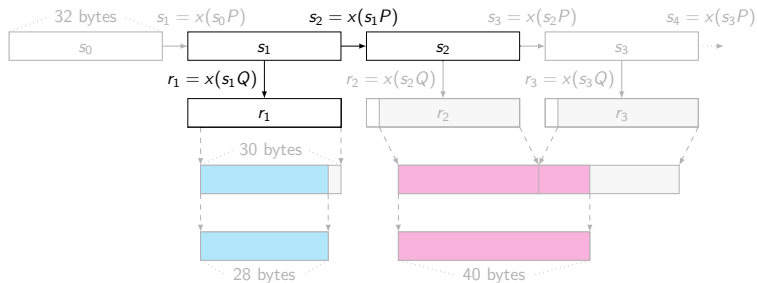 32 bytes s₁ = x(s₀P) s₂ = x(s₁P) s₃ = x(s₂P) s₄ = x(s₃P)
s₀ s₁ s₂ s₃
r₁ = x(s₁Q) r₂ = x(s₂Q) r₃ = x(s₃Q)
r₁ r₂ r₃
30 bytes
28 bytes 40 bytes